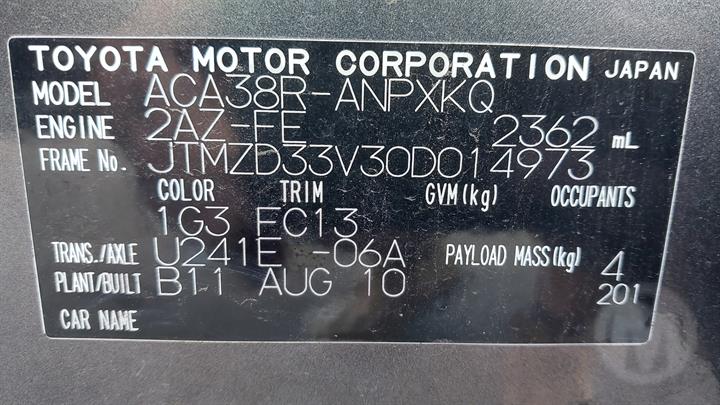 TOYOTA MOTOR CORPORATION JAPAN
MODEL ACA38R-ANPXKQ
ENGINE 2AZ-FE 2362 mL
FRAME No. JTMZD33V30D014973
COLOR TRIM GVM(kg) OCCUPANTS
1G3 FC13
TRANS./AXLE U241E -06A PAYLOAD MASS(kg) 4
PLANT/BUILT B11 AUG 10 201
CAR NAME
M